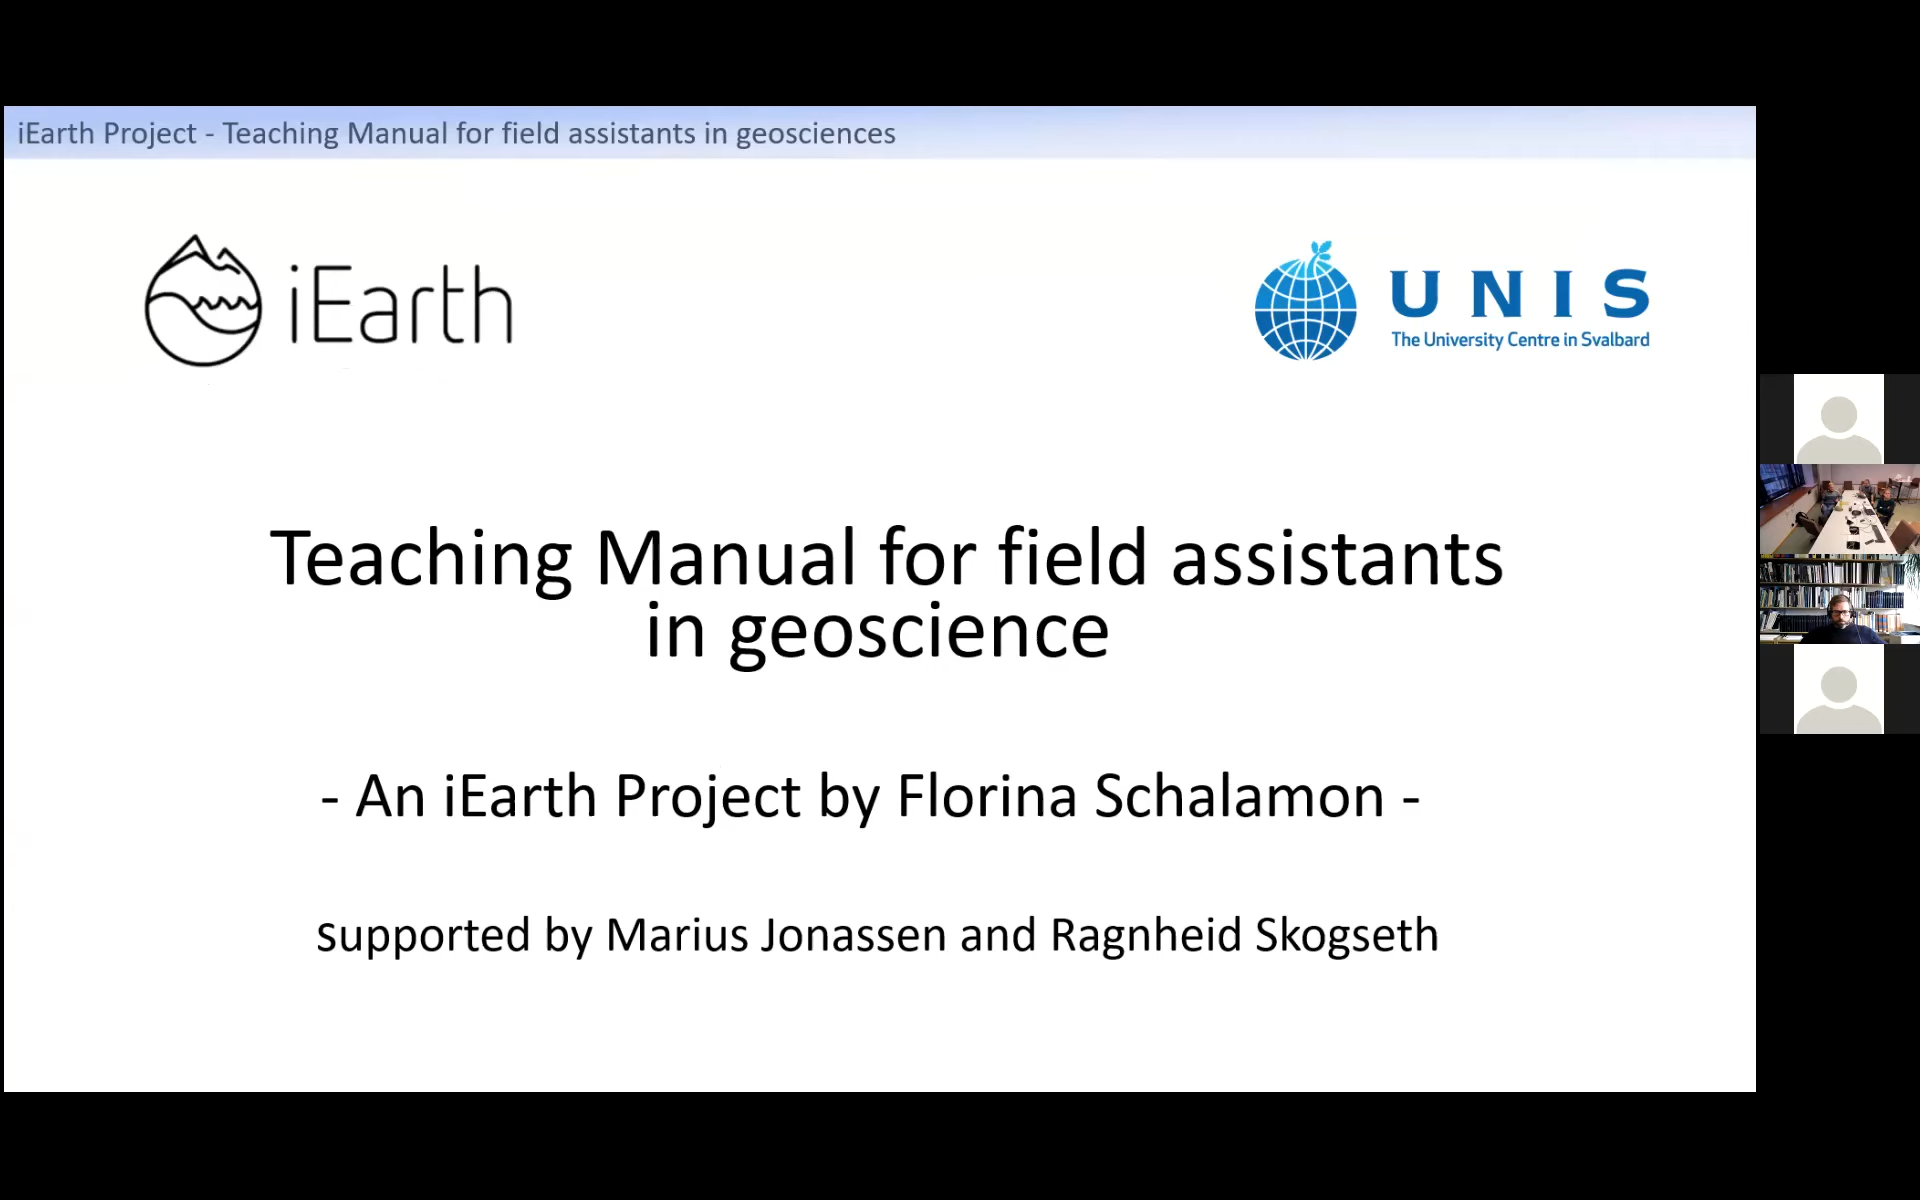 iEarth Project - Teaching Manual for field assistants in geosciences
iEarth
UNIS
The University Centre in Svalbard
Teaching Manual for field assistants
in geoscience
- An iEarth Project by Florina Schalamon -
supported by Marius Jonassen and Ragnheid Skogseth